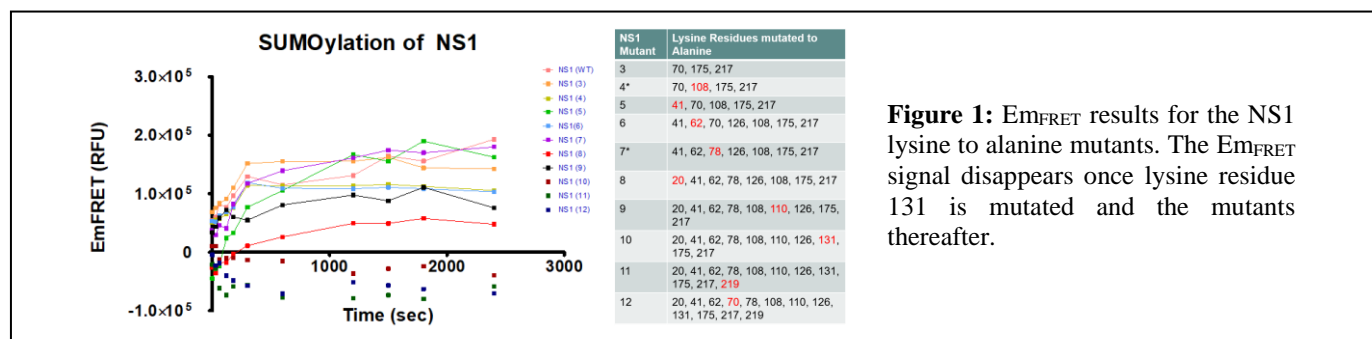 SUMOylation of NS1
3.0×10⁵
2.0×10⁵
1.0×10⁵
0
-1.0×10⁵
EmFRET (RFU)
1000
2000
3000
Time (sec)
NS1 (WT)
NS1 (3)
NS1 (4)
NS1 (5)
NS1(6)
NS1 (7)
NS1 (8)
NS1 (9)
NS1 (10)
NS1 (11)
NS1 (12)
NS1 Mutant	Lysine Residues mutated to Alanine
3	70, 175, 217
4*	70, 108, 175, 217
5	41, 70, 108, 175, 217
6	41, 62, 70, 126, 108, 175, 217
7*	41, 62, 78, 126, 108, 175, 217
8	20, 41, 62, 78, 126, 108, 175, 217
9	20, 41, 62, 78, 108, 110, 126, 175,
217
10	20, 41, 62, 78, 108, 110, 126, 131,
175, 217
11	20, 41, 62, 78, 108, 110, 126, 131,
175, 217, 219
12	20, 41, 62, 70, 78, 108, 110, 126,
131, 175, 217, 219
Figure 1: EmFRET results for the NS1
lysine to alanine mutants. The EmFRET
signal disappears once lysine residue
131 is mutated and the mutants
thereafter.